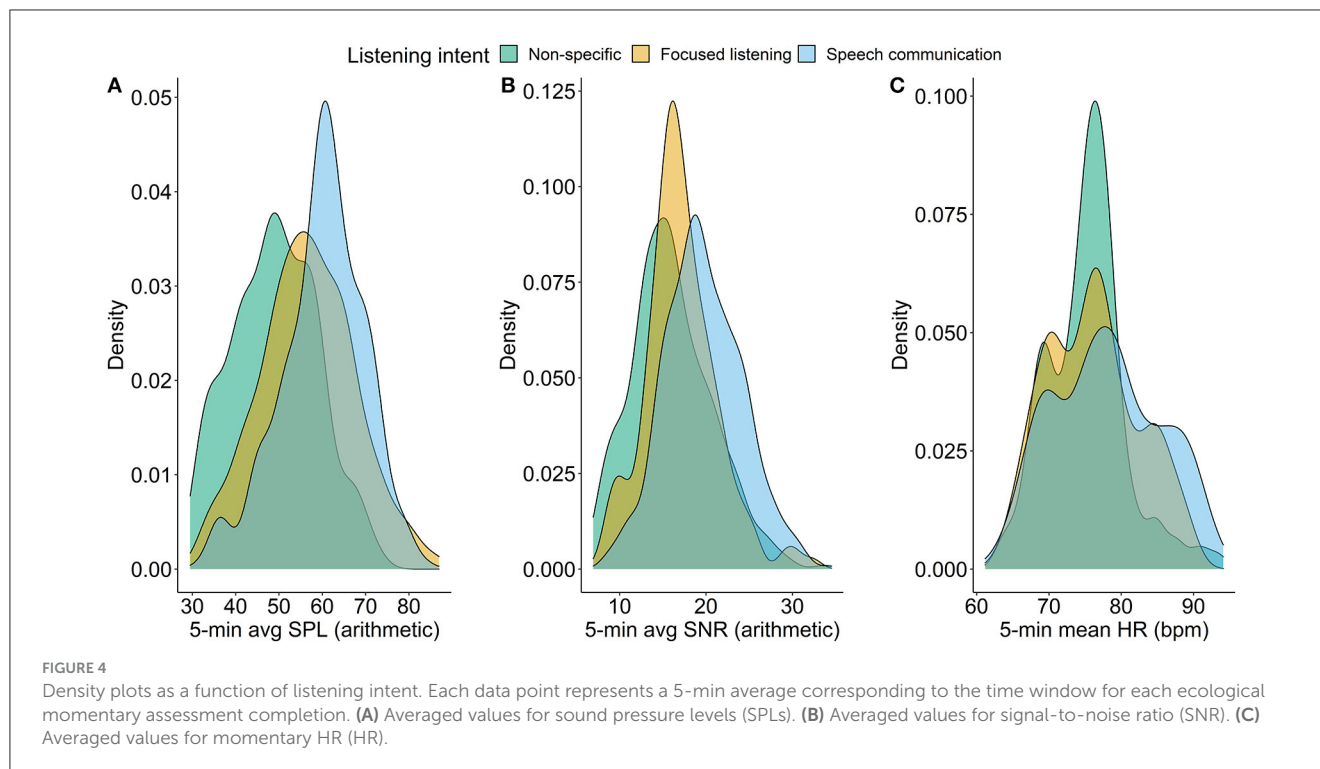 Listening intent Non-specific Focused listening Speech communication
A
0.05
0.04
0.03
0.02
0.01
0.00
Density
30 40 50 60 70 80
5-min avg SPL (arithmetic)
B
0.125
0.100
0.075
0.050
0.025
0.000
Density
10 20 30
5-min avg SNR (arithmetic)
C
0.100
0.075
0.050
0.025
0.000
Density
60 70 80 90
5-min mean HR (bpm)
FIGURE 4
Density plots as a function of listening intent. Each data point represents a 5-min average corresponding to the time window for each ecological
momentary assessment completion. (A) Averaged values for sound pressure levels (SPLs). (B) Averaged values for signal-to-noise ratio (SNR). (C)
Averaged values for momentary HR (HR).